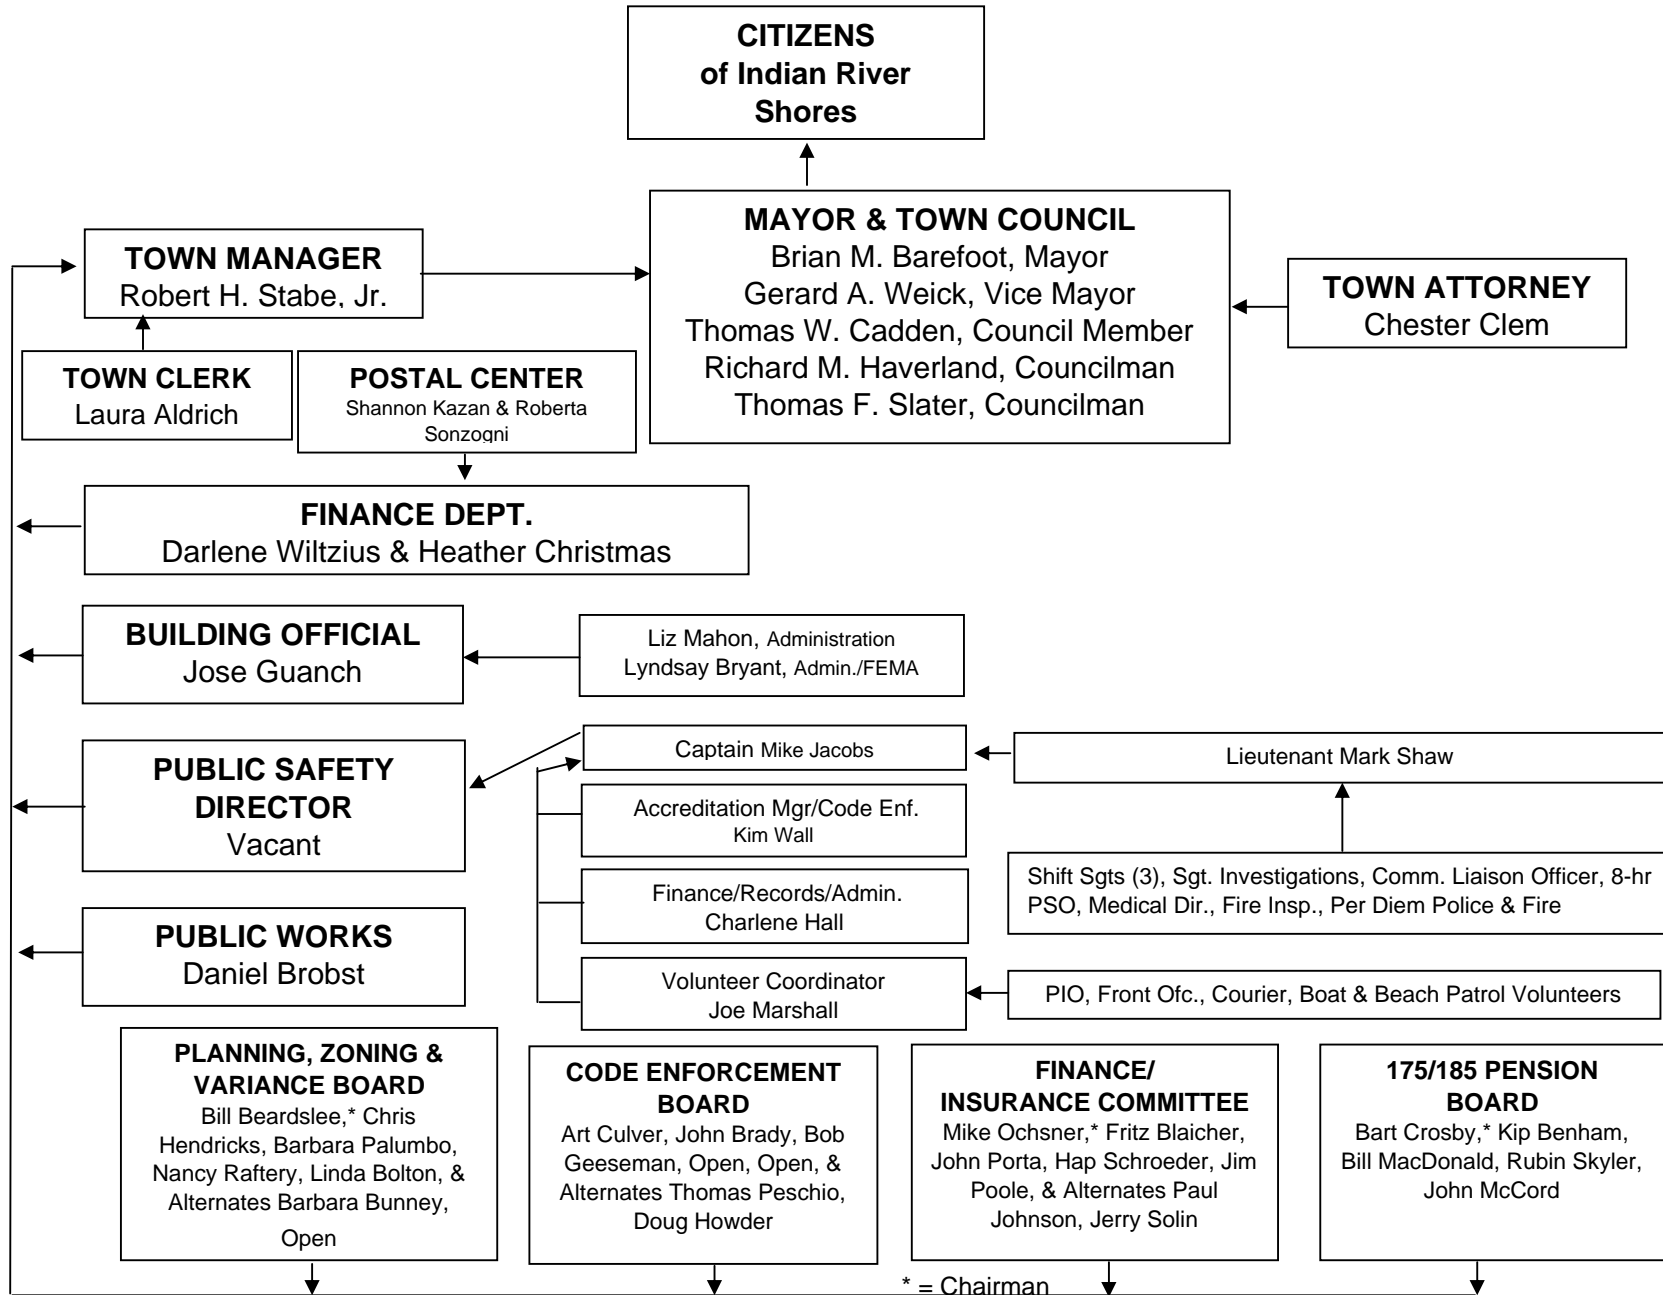 CITIZENS
of Indian River
Shores
MAYOR & TOWN COUNCIL
Brian M. Barefoot, Mayor
Gerard A. Weick, Vice Mayor
Thomas W. Cadden, Council Member
Richard M. Haverland, Councilman
Thomas F. Slater, Councilman
TOWN MANAGER
Robert H. Stabe, Jr.
TOWN ATTORNEY
Chester Clem
TOWN CLERK
Laura Aldrich
POSTAL CENTER
Shannon Kazan & Roberta
Sonzogni
FINANCE DEPT.
Darlene Wiltzius & Heather Christmas
BUILDING OFFICIAL
Jose Guanch
Liz Mahon, Administration
Lyndsay Bryant, Admin./FEMA
PUBLIC SAFETY
DIRECTOR
Vacant
Captain Mike Jacobs
Lieutenant Mark Shaw
Accreditation Mgr/Code Enf.
Kim Wall
Shift Sgts (3), Sgt. Investigations, Comm. Liaison Officer, 8-hr
PSO, Medical Dir., Fire Insp., Per Diem Police & Fire
Finance/Records/Admin.
Charlene Hall
PUBLIC WORKS
Daniel Brobst
Volunteer Coordinator
Joe Marshall
PIO, Front Ofc., Courier, Boat & Beach Patrol Volunteers
PLANNING, ZONING &
VARIANCE BOARD
Bill Beardslee,* Chris
Hendricks, Barbara Palumbo,
Nancy Raftery, Linda Bolton, &
Alternates Barbara Bunney,
Open
CODE ENFORCEMENT
BOARD
Art Culver, John Brady, Bob
Geeseman, Open, Open, &
Alternates Thomas Peschio,
Doug Howder
FINANCE/
INSURANCE COMMITTEE
Mike Ochsner,* Fritz Blaicher,
John Porta, Hap Schroeder, Jim
Poole, & Alternates Paul
Johnson, Jerry Solin
175/185 PENSION
BOARD
Bart Crosby,* Kip Benham,
Bill MacDonald, Rubin Skyler,
John McCord
* = Chairman